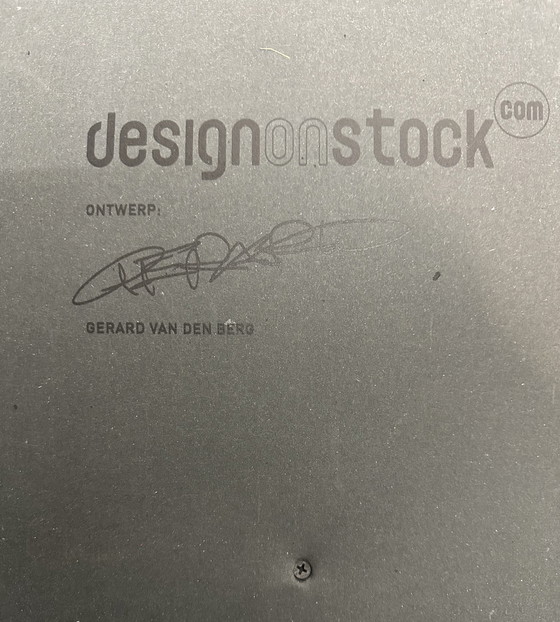 designonstock com
ONTWERP:
GERARD VAN DEN BERG